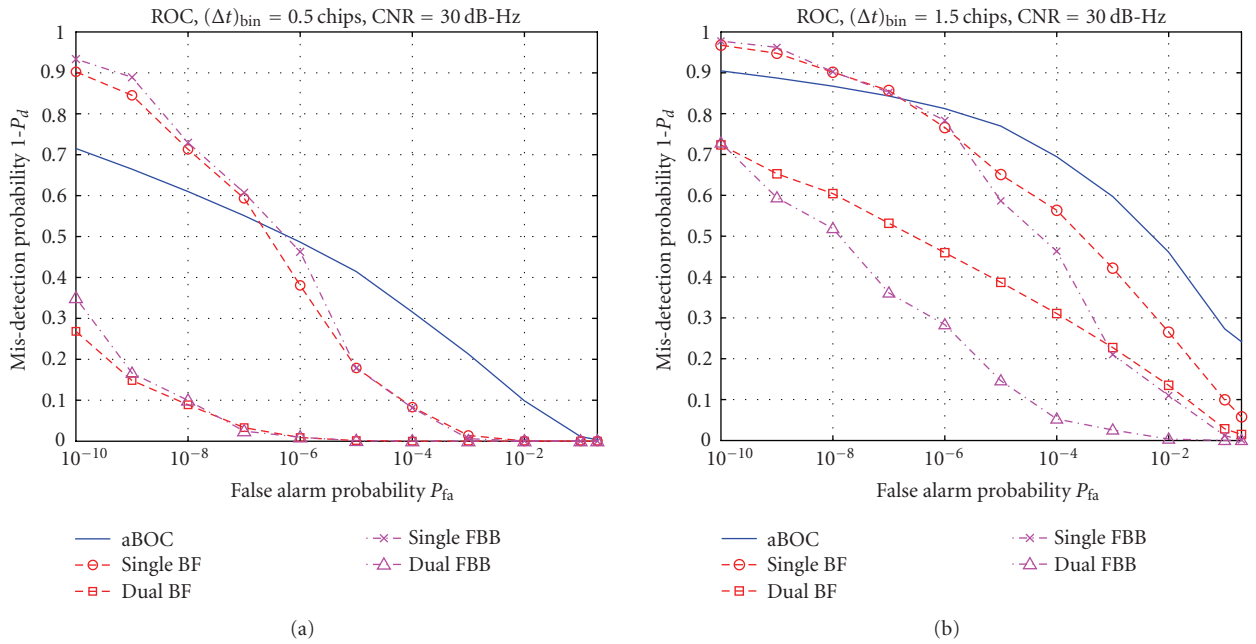 ROC, (Δt)bin = 0.5 chips, CNR = 30 dB-Hz
Mis-detection probability 1-Pd
1
0.9
0.8
0.7
0.6
0.5
0.4
0.3
0.2
0.1
0
10−10
10−8
10−6
10−4
10−2
False alarm probability Pfa
aBOC
Single BF
Dual BF
Single FBB
Dual FBB
(a)
ROC, (Δt)bin = 1.5 chips, CNR = 30 dB-Hz
Mis-detection probability 1-Pd
1
0.9
0.8
0.7
0.6
0.5
0.4
0.3
0.2
0.1
0
10−10
10−8
10−6
10−4
10−2
False alarm probability Pfa
aBOC
Single BF
Dual BF
Single FBB
Dual FBB
(b)